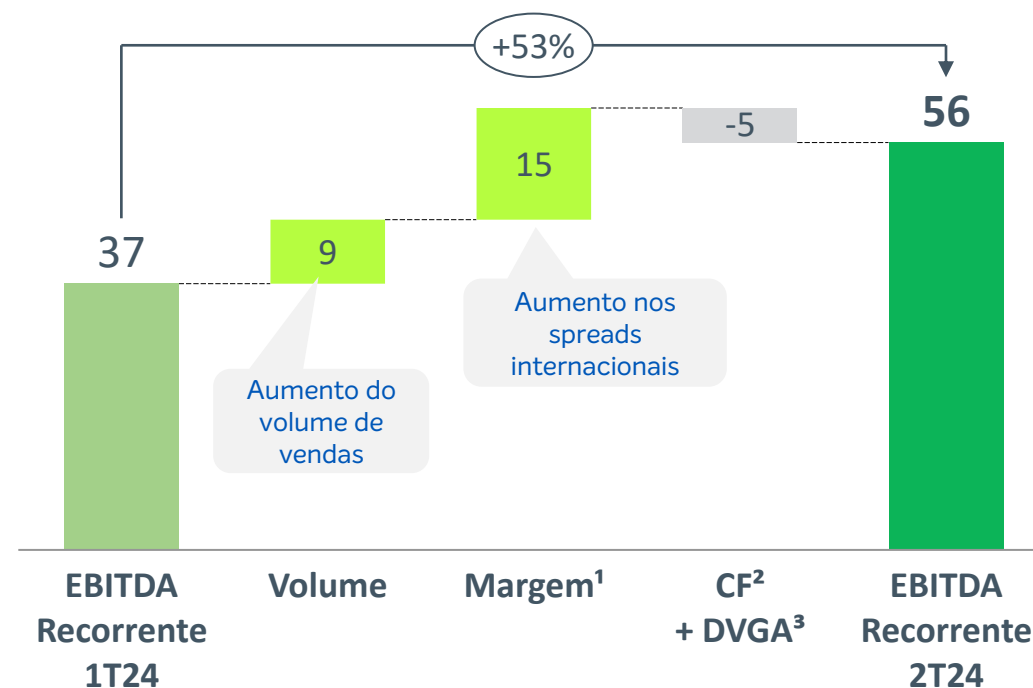 +53%
56
-5
15
37
9
Aumento nos
spreads
internacionais
Aumento do
volume de
vendas
EBITDA
Recorrente
1T24
Volume
Margem¹
CF²
+ DVGA³
EBITDA
Recorrente
2T24